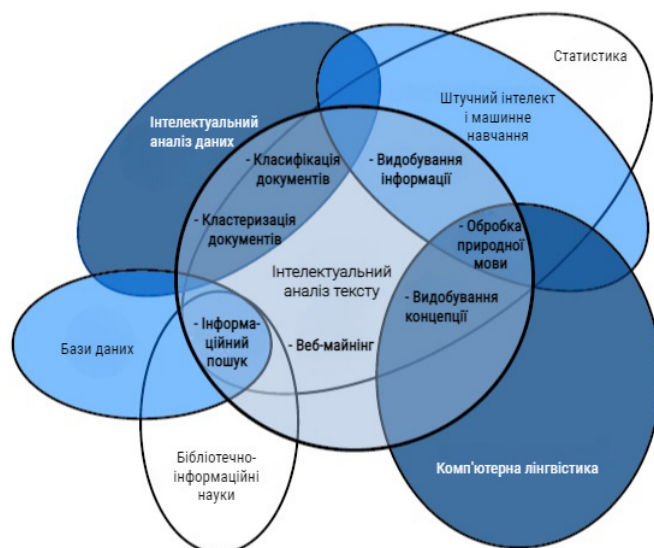 Статистика
Штучний інтелект
і машинне
навчання
Інтелектуальний
аналіз даних
- Класифікація
документів
- Видобування
інформації
- Кластеризація
документів
- Обробка
природної
мови
Інтелектуальний
аналіз тексту
- Видобування
концепції
- Інформа-
ційний
пошук
- Веб-майнінг
Бази даних
Бібліотечно-
інформаційні
науки
Комп'ютерна лінгвістика